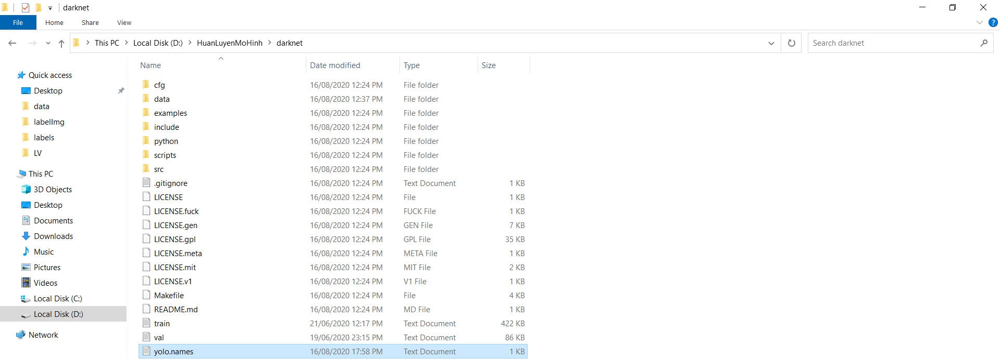 darknet
File Home Share View
This PC Local Disk (D:) HuanLuyenMoHinh darknet
Search darknet
Quick access
Desktop
data
labelImg
labels
LV
This PC
3D Objects
Desktop
Documents
Downloads
Music
Pictures
Videos
Local Disk (C:)
Local Disk (D:)
Network
Name Date modified Type Size
cfg 16/08/2020 12:24 PM File folder
data 16/08/2020 12:37 PM File folder
examples 16/08/2020 12:24 PM File folder
include 16/08/2020 12:24 PM File folder
python 16/08/2020 12:24 PM File folder
scripts 16/08/2020 12:24 PM File folder
src 16/08/2020 12:24 PM File folder
.gitignore 16/08/2020 12:24 PM Text Document 1 KB
LICENSE 16/08/2020 12:24 PM File 1 KB
LICENSE.fuck 16/08/2020 12:24 PM FUCK File 1 KB
LICENSE.gen 16/08/2020 12:24 PM GEN File 7 KB
LICENSE.gpl 16/08/2020 12:24 PM GPL File 35 KB
LICENSE.meta 16/08/2020 12:24 PM META File 1 KB
LICENSE.mit 16/08/2020 12:24 PM MIT File 2 KB
LICENSE.v1 16/08/2020 12:24 PM V1 File 1 KB
Makefile 16/08/2020 12:24 PM File 4 KB
README.md 16/08/2020 12:24 PM MD File 1 KB
train 21/06/2020 12:17 PM Text Document 422 KB
val 19/06/2020 23:15 PM Text Document 86 KB
yolo.names 16/08/2020 17:58 PM Text Document 1 KB